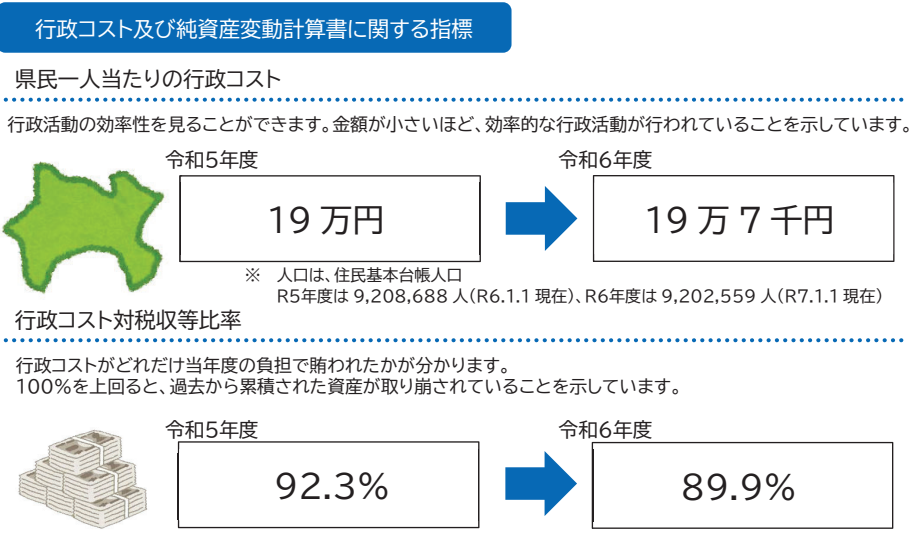 行政コスト及び純資産変動計算書に関する指標
県民一人当たりの行政コスト
行政活動の効率性を見ることができます。金額が小さいほど、効率的な行政活動が行われていることを示しています。
令和5年度
令和6年度
19 万円
19 万 7 千円
※ 人口は、住民基本台帳人口
R5年度は 9,208,688 人(R6.1.1 現在)、R6年度は 9,202,559 人(R7.1.1 現在)
行政コスト対税収等比率
行政コストがどれだけ当年度の負担で賄われたかが分かります。
100%を上回ると、過去から累積された資産が取り崩されていることを示しています。
令和5年度
令和6年度
92.3%
89.9%